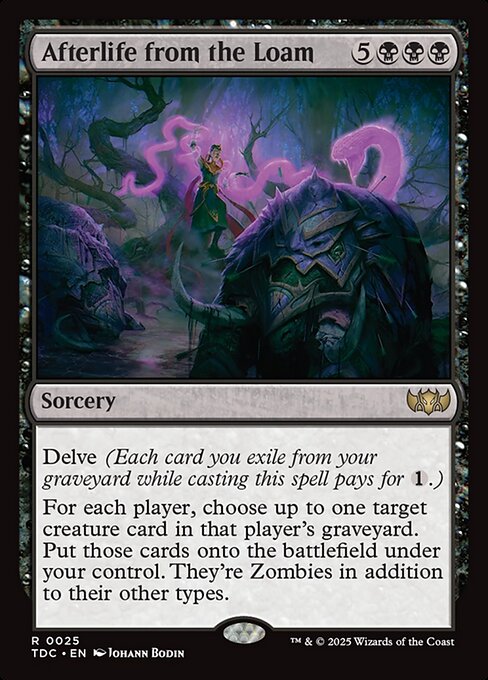 Afterlife from the Loam 5
Sorcery
Delve (Each card you exile from your
graveyard while casting this spell pays for 1.)
For each player, choose up to one target
creature card in that player's graveyard.
Put those cards onto the battlefield under
your control. They're Zombies in addition
to their other types.
R 0025
TDC • EN Johann Bodin
™ & © 2025 Wizards of the Coast